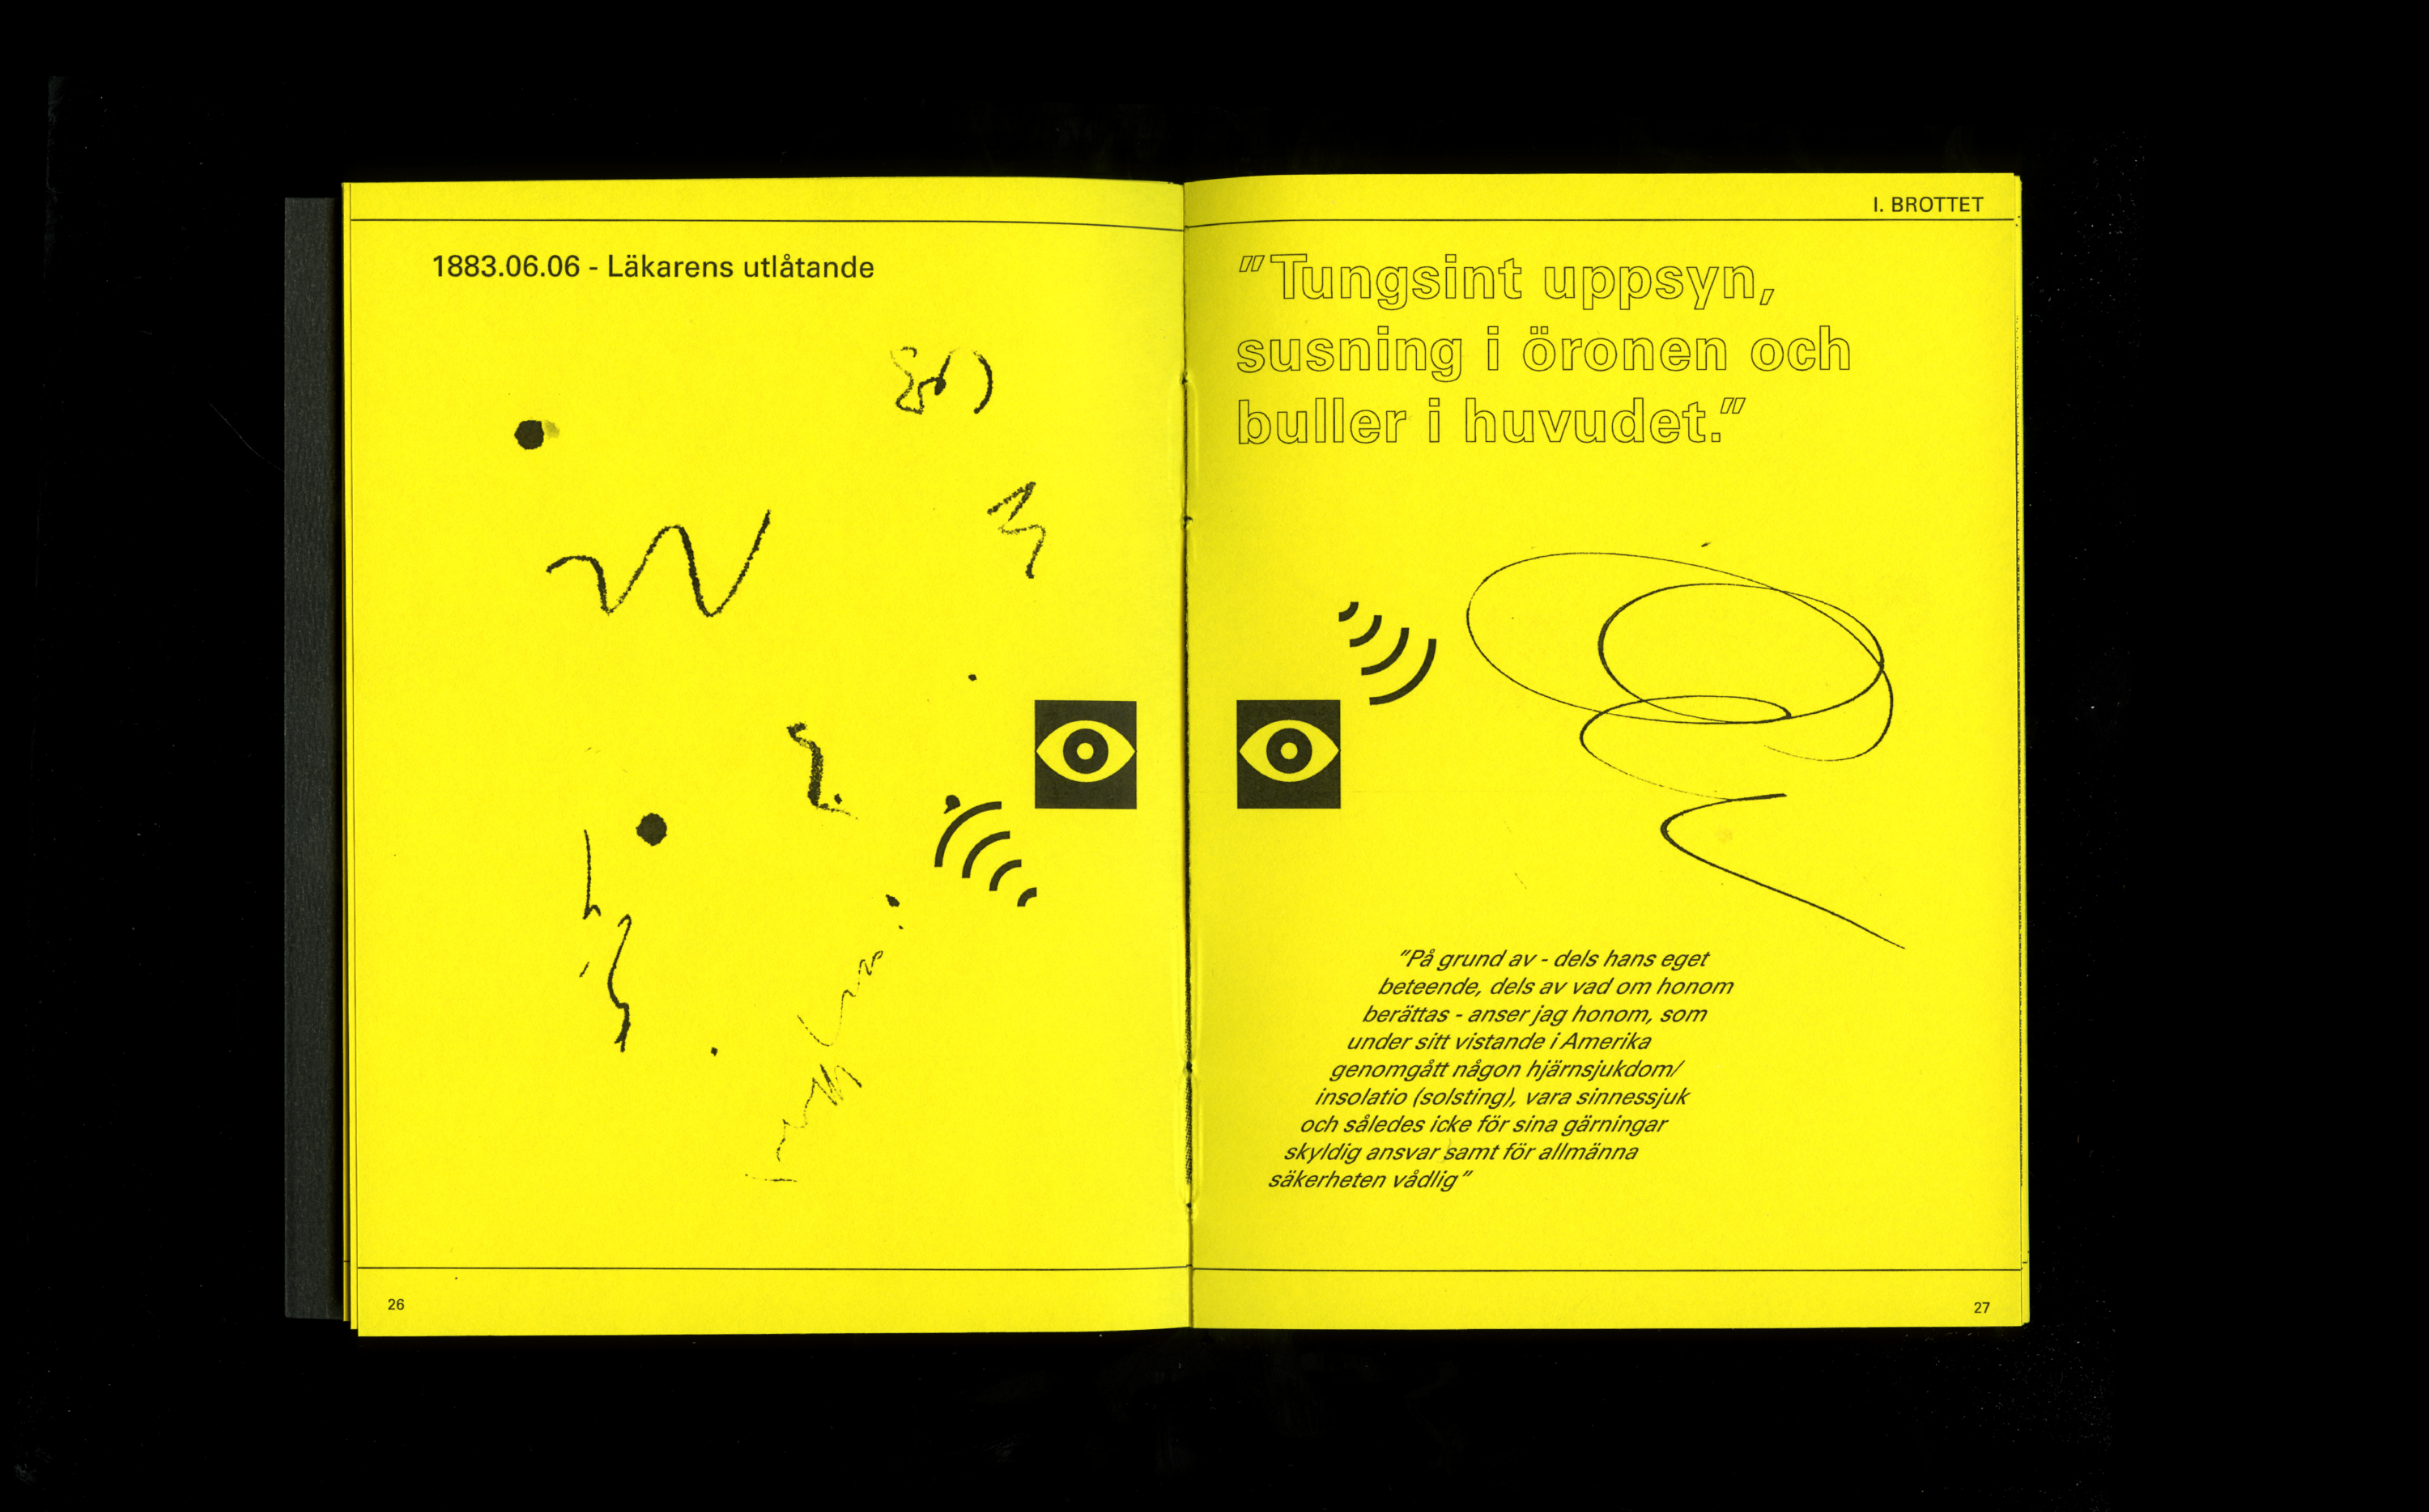 1883.06.06 - Läkarens utlåtande
26
I. BROTTET
"Tungsint uppsyn,
susning i öronen och
buller i huvudet."
"På grund av - dels hans eget
beteende, dels av vad om honom
berättas - anser jag honom, som
under sitt vistande i Amerika
genomgått någon hjärnsjukdom/
insolatio (solsting), vara sinnessjuk
och således icke för sina gärningar
skyldig ansvar samt för allmänna
säkerheten vådlig"
27